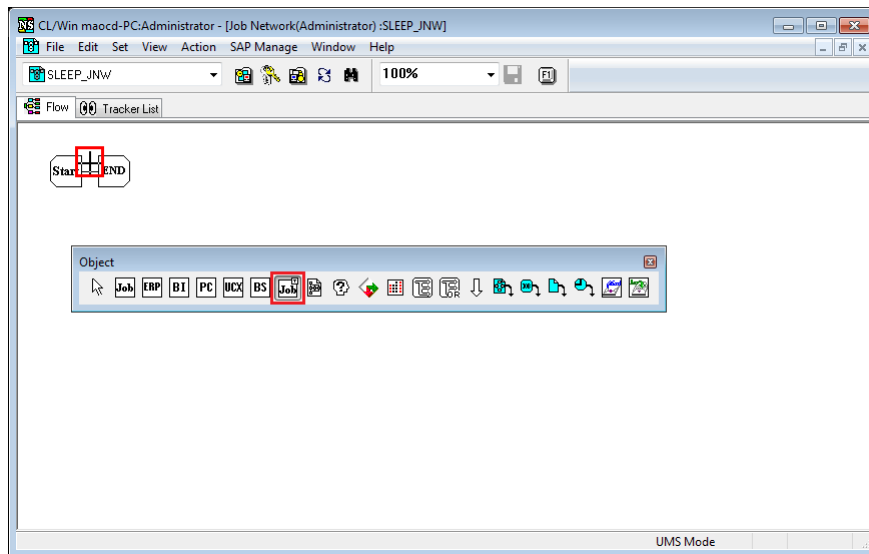 CL/Win maocd-PC:Administrator - [Job Network(Administrator) :SLEEP_JNW]
File Edit Set View Action SAP Manage Window Help
SLEEP_JNW 100% F1
Flow Tracker List
Start END
Object
Job ERP BI PC UCX BS Job OR
UMS Mode